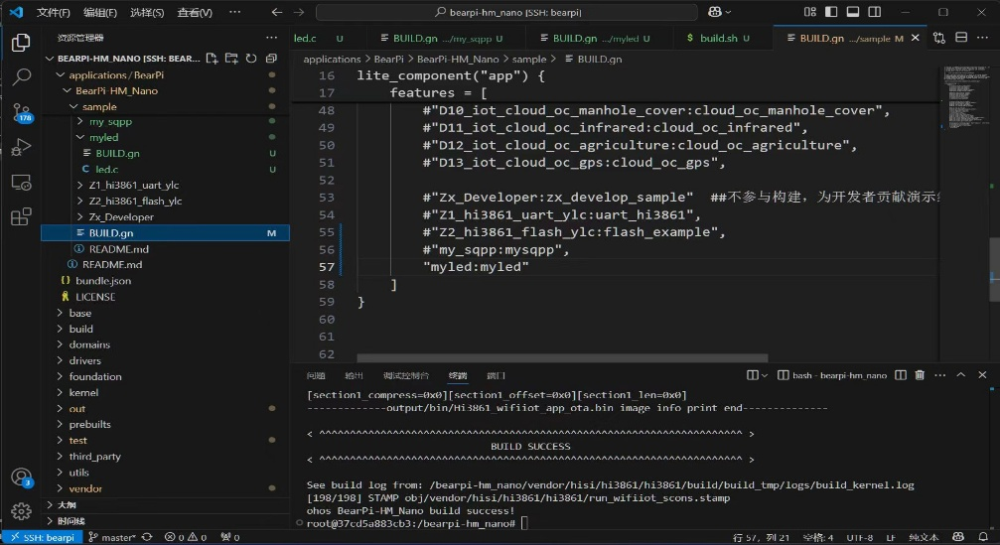 文件(F) 编辑(E) 选择(S) 查看(V) ··· bearpi-hm_nano [SSH: bearpi]
资源管理器 ···
BEARPI-HM_NANO [SSH: BEAR...
applications / BearPi
BearPi-HM_Nano
sample
my_sqpp
myled
BUILD.gn U
led.c U
Z1_hi3861_uart_ylc
Z2_hi3861_flash_ylc
Zx_Developer
BUILD.gn M
README.md
README.md
bundle.json
LICENSE
base
build
domains
drivers
foundation
kernel
out
prebuilts
test
third_party
utils
vendor
大纲
时间线
178
3
led.c U BUILD.gn .../my_sqpp U BUILD.gn .../myled U $ build.sh U BUILD.gn .../sample M
applications > BearPi > BearPi-HM_Nano > sample > BUILD.gn
16 lite_component("app") {
17 features = [
48 #"D10_iot_cloud_oc_manhole_cover:cloud_oc_manhole_cover",
49 #"D11_iot_cloud_oc_infrared:cloud_oc_infrared",
50 #"D12_iot_cloud_oc_agriculture:cloud_oc_agriculture",
51 #"D13_iot_cloud_oc_gps:cloud_oc_gps",
52
53 #"Zx_Developer:zx_develop_sample" ##不参与构建，为开发者贡献演示
54 #"Z1_hi3861_uart_ylc:uart_hi3861",
55 #"Z2_hi3861_flash_ylc:flash_example",
56 #"my_sqpp:mysqpp",
57 "myled:myled"
58 ]
59 }
60
61
62
问题 输出 调试控制台 终端 端口 bash - bearpi-hm_nano
[section1_compress=0x0][section1_offset=0x0][section1_len=0x0]
-------------output/bin/Hi3861_wifiiot_app_ota.bin image info print end--------------
< ^^^^^^^^^^^^^^^^^^^^^^^^^^^^^^^^^^^^^^^^^^^^^^^^^^^^^^^^^^^^^^^^^^^^^^ >
BUILD SUCCESS
< ^^^^^^^^^^^^^^^^^^^^^^^^^^^^^^^^^^^^^^^^^^^^^^^^^^^^^^^^^^^^^^^^^^^^^^ >
See build log from: /bearpi-hm_nano/vendor/hisi/hi3861/hi3861/build/build_tmp/logs/build_kernel.log
[198/198] STAMP obj/vendor/hisi/hi3861/hi3861/run_wifiiot_scons.stamp
ohos BearPi-HM_Nano build success!
root@37cd5a883cb3:/bearpi-hm_nano#
SSH: bearpi master* 0 0 0 行 57，列 21 空格: 4 UTF-8 LF 纯文本